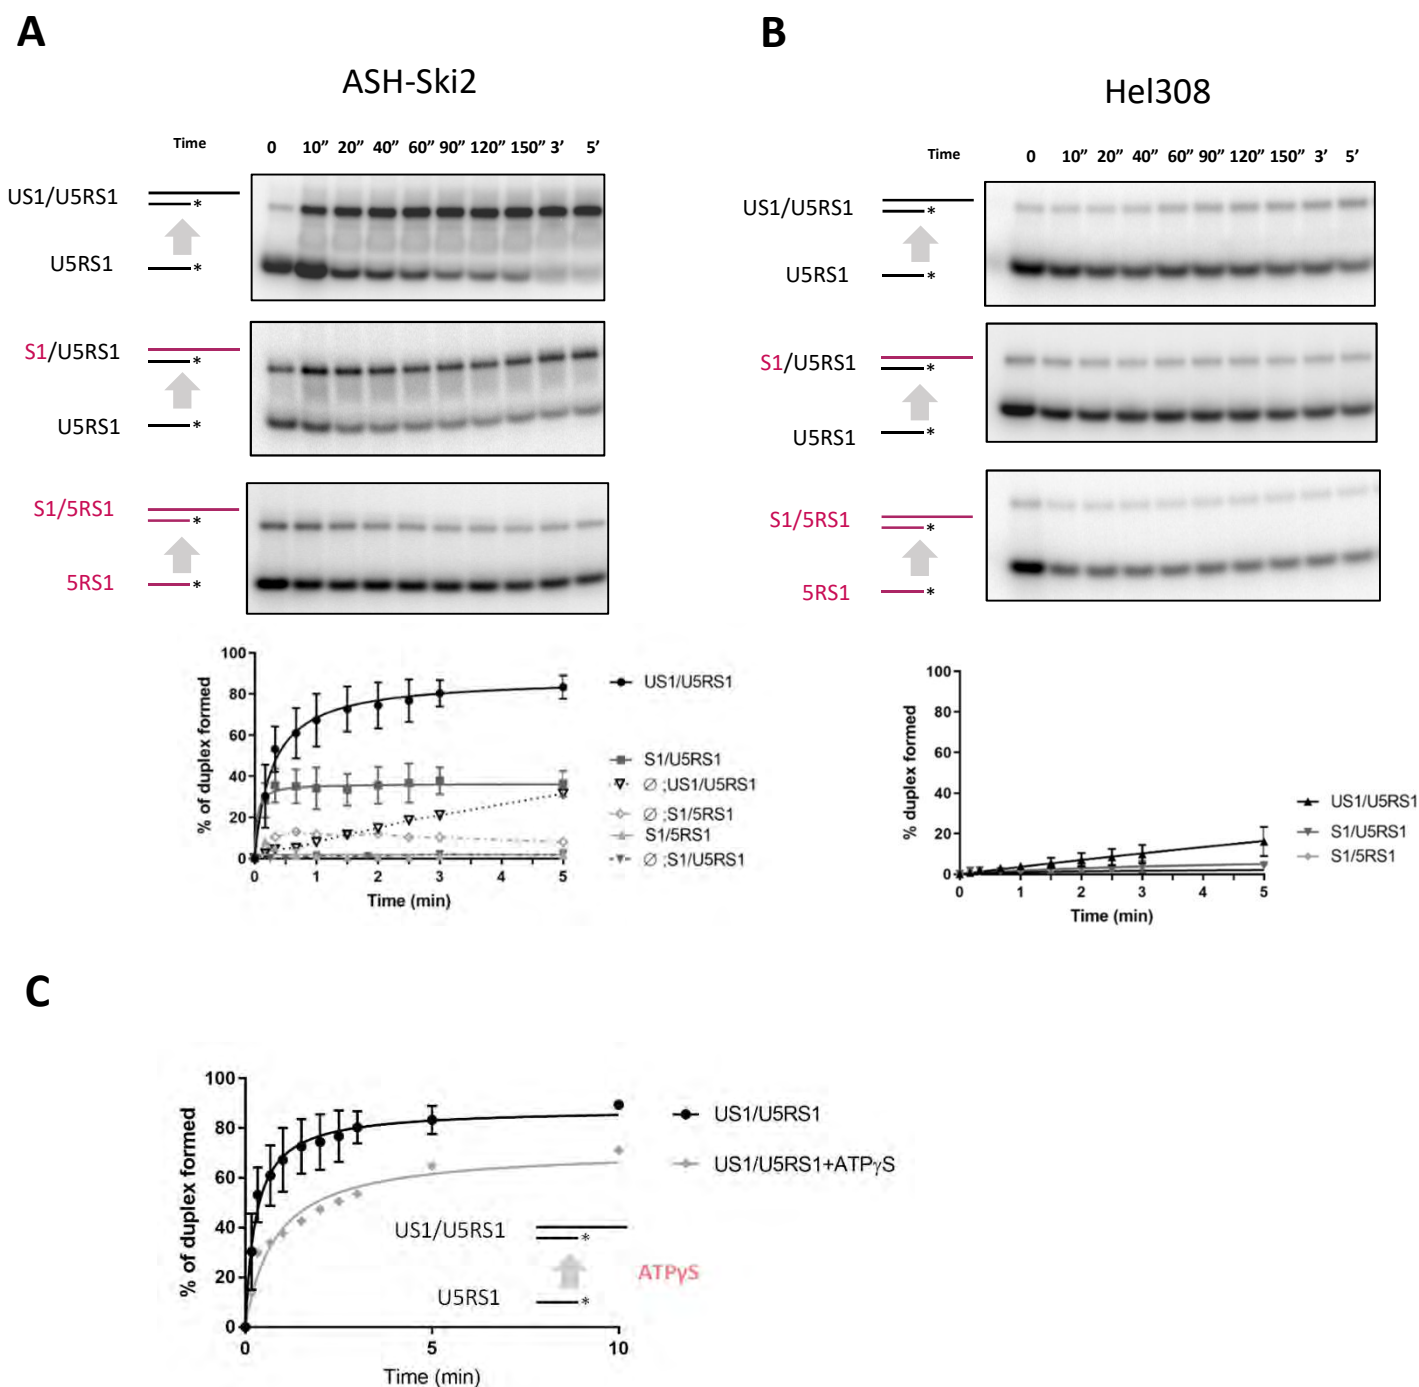 A
ASH-Ski2
Time 0 10” 20” 40” 60” 90” 120” 150” 3’ 5’
US1/U5RS1
*
U5RS1
*
S1/U5RS1
*
U5RS1
*
S1/5RS1
*
5RS1
*
% of duplex formed
100
80
60
40
20
0
0 1 2 3 4 5
Time (min)
US1/U5RS1
S1/U5RS1
∅ ;US1/U5RS1
∅ ;S1/5RS1
S1/5RS1
∅ ;S1/U5RS1
B
Hel308
Time 0 10” 20” 40” 60” 90” 120” 150” 3’ 5’
US1/U5RS1
*
U5RS1
*
S1/U5RS1
*
U5RS1
*
S1/5RS1
*
5RS1
*
% duplex formed
100
80
60
40
20
0
0 1 2 3 4 5
Time (min)
US1/U5RS1
S1/U5RS1
S1/5RS1
C
% of duplex formed
100
80
60
40
20
0
0 5 10
Time (min)
US1/U5RS1
US1/U5RS1+ATPγS
US1/U5RS1
*
ATPγS
U5RS1
*